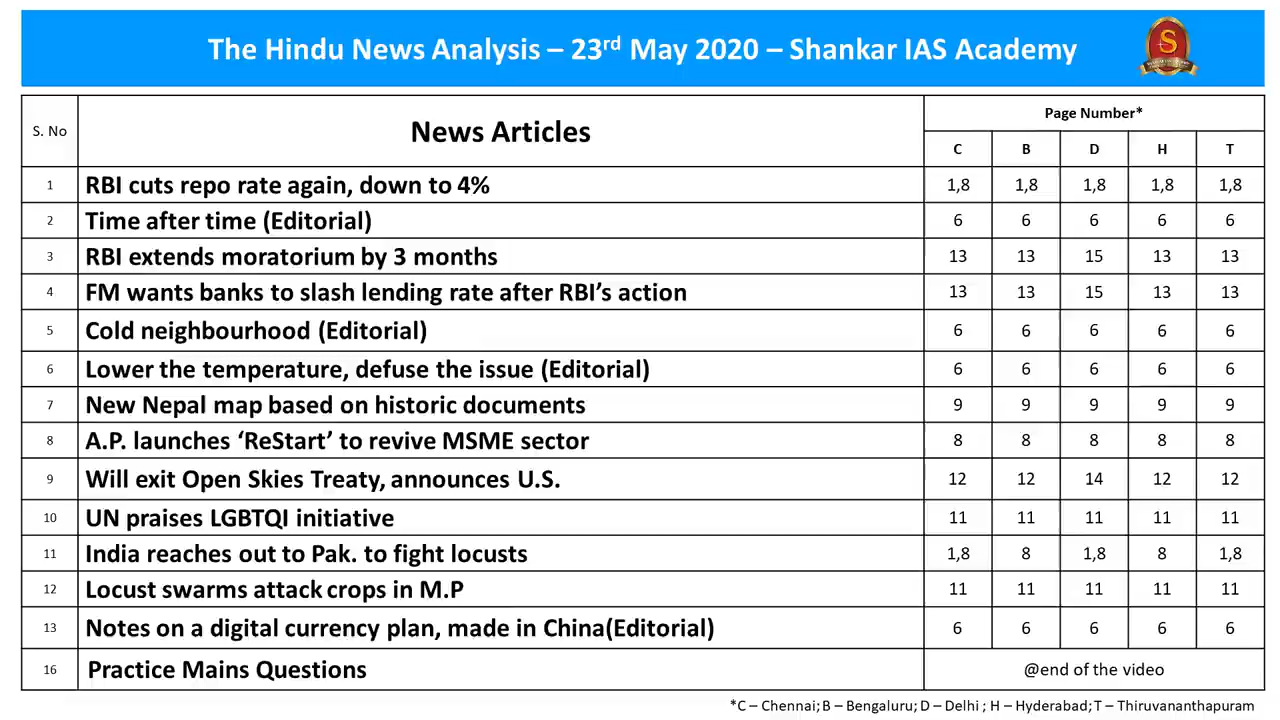 The Hindu News Analysis – 23rd May 2020 – Shankar IAS Academy
S. No News Articles Page Number*
C B D H T
1 RBI cuts repo rate again, down to 4% 1,8 1,8 1,8 1,8 1,8
2 Time after time (Editorial) 6 6 6 6 6
3 RBI extends moratorium by 3 months 13 13 15 13 13
4 FM wants banks to slash lending rate after RBI’s action 13 13 15 13 13
5 Cold neighbourhood (Editorial) 6 6 6 6 6
6 Lower the temperature, defuse the issue (Editorial) 6 6 6 6 6
7 New Nepal map based on historic documents 9 9 9 9 9
8 A.P. launches ‘ReStart’ to revive MSME sector 8 8 8 8 8
9 Will exit Open Skies Treaty, announces U.S. 12 12 14 12 12
10 UN praises LGBTQI initiative 11 11 11 11 11
11 India reaches out to Pak. to fight locusts 1,8 8 1,8 8 1,8
12 Locust swarms attack crops in M.P 11 11 11 11 11
13 Notes on a digital currency plan, made in China(Editorial) 6 6 6 6 6
16 Practice Mains Questions @end of the video
*C – Chennai; B – Bengaluru; D – Delhi ; H – Hyderabad; T – Thiruvananthapuram